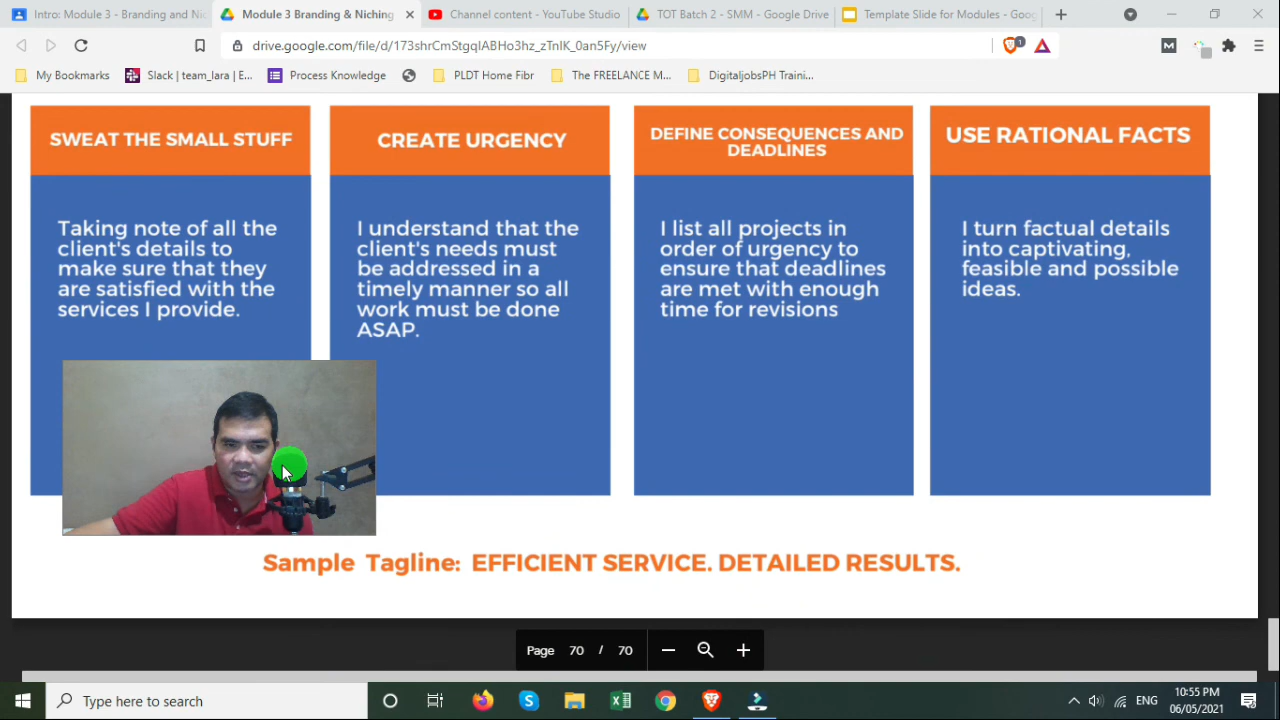 Intro: Module 3 - Branding and Nic
Module 3 Branding & Niching
Channel content - YouTube Studio
TOT Batch 2 - SMM - Google Drive
Template Slide for Modules - Goog
drive.google.com/file/d/173shrCmStgqIABHo3hz_zTnIK_0an5Fy/view
1
M
My Bookmarks
Slack | team_lara | E...
Process Knowledge
PLDT Home Fibr
The FREELANCE M...
DigitaljobsPH Traini...
SWEAT THE SMALL STUFF
Taking note of all the
client's details to
make sure that they
are satisfied with the
services I provide.
CREATE URGENCY
I understand that the
client's needs must
be addressed in a
timely manner so all
work must be done
ASAP.
DEFINE CONSEQUENCES AND
DEADLINES
I list all projects in
order of urgency to
ensure that deadlines
are met with enough
time for revisions
USE RATIONAL FACTS
I turn factual details
into captivating,
feasible and possible
ideas.
Sample Tagline: EFFICIENT SERVICE. DETAILED RESULTS.
Page 70 / 70
Type here to search
ENG
10:55 PM
06/05/2021